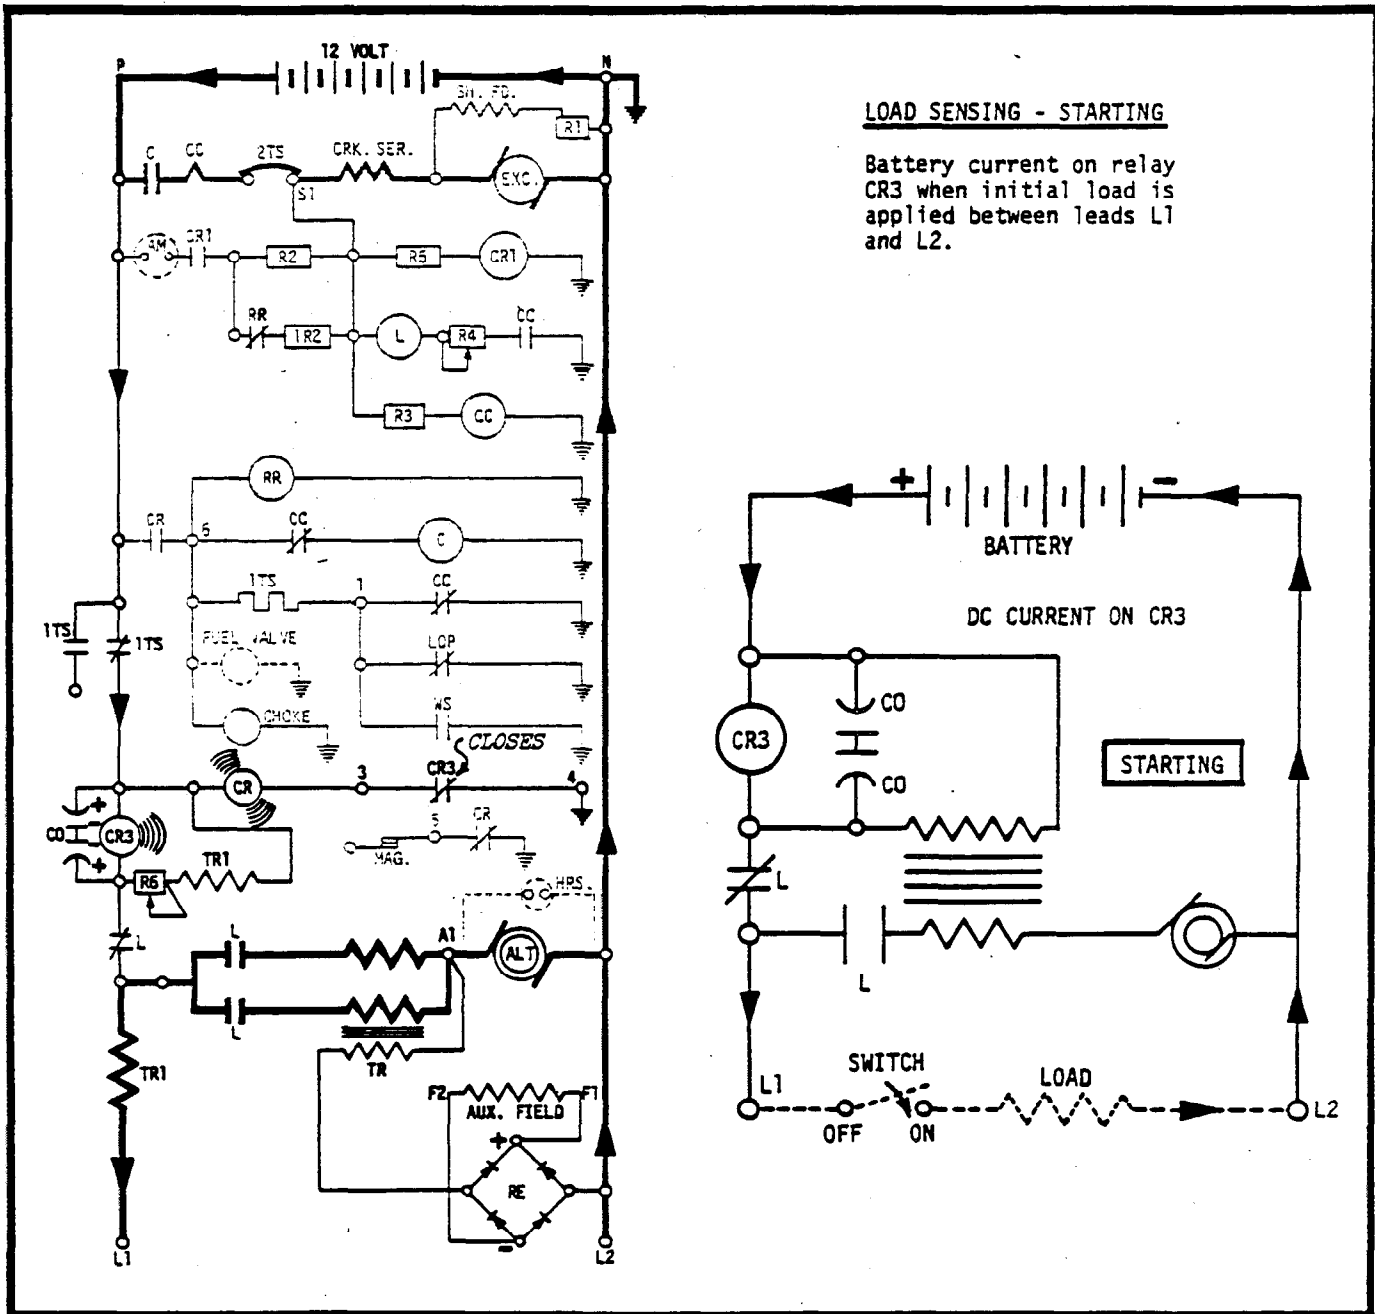 12 VOLT
P
N
SH. FD.
R1
C
CC
2TS
CRK. SER.
EXC.
S1
AM
CR1
R2
R5
CR1
RR
1R2
L
R4
CC
R3
CC
RR
CR
6
CC
C
1TS
1TS
1TS
1
CC
FUEL VALVE
LOP
CHOKE
WS
CLOSES
CR
3
CR3
4
CO
+
CR3
+
5
CR
MAG.
R6
TR1
HPS.
L
L
A1
ALT
L
TR1
TR
F2
F1
AUX. FIELD
+
RE
-
L1
L2
LOAD SENSING - STARTING
Battery current on relay
CR3 when initial load is
applied between leads L1
and L2.
+
-
BATTERY
DC CURRENT ON CR3
CO
CR3
CO
STARTING
L
L
SWITCH
LOAD
L1
OFF
ON
L2